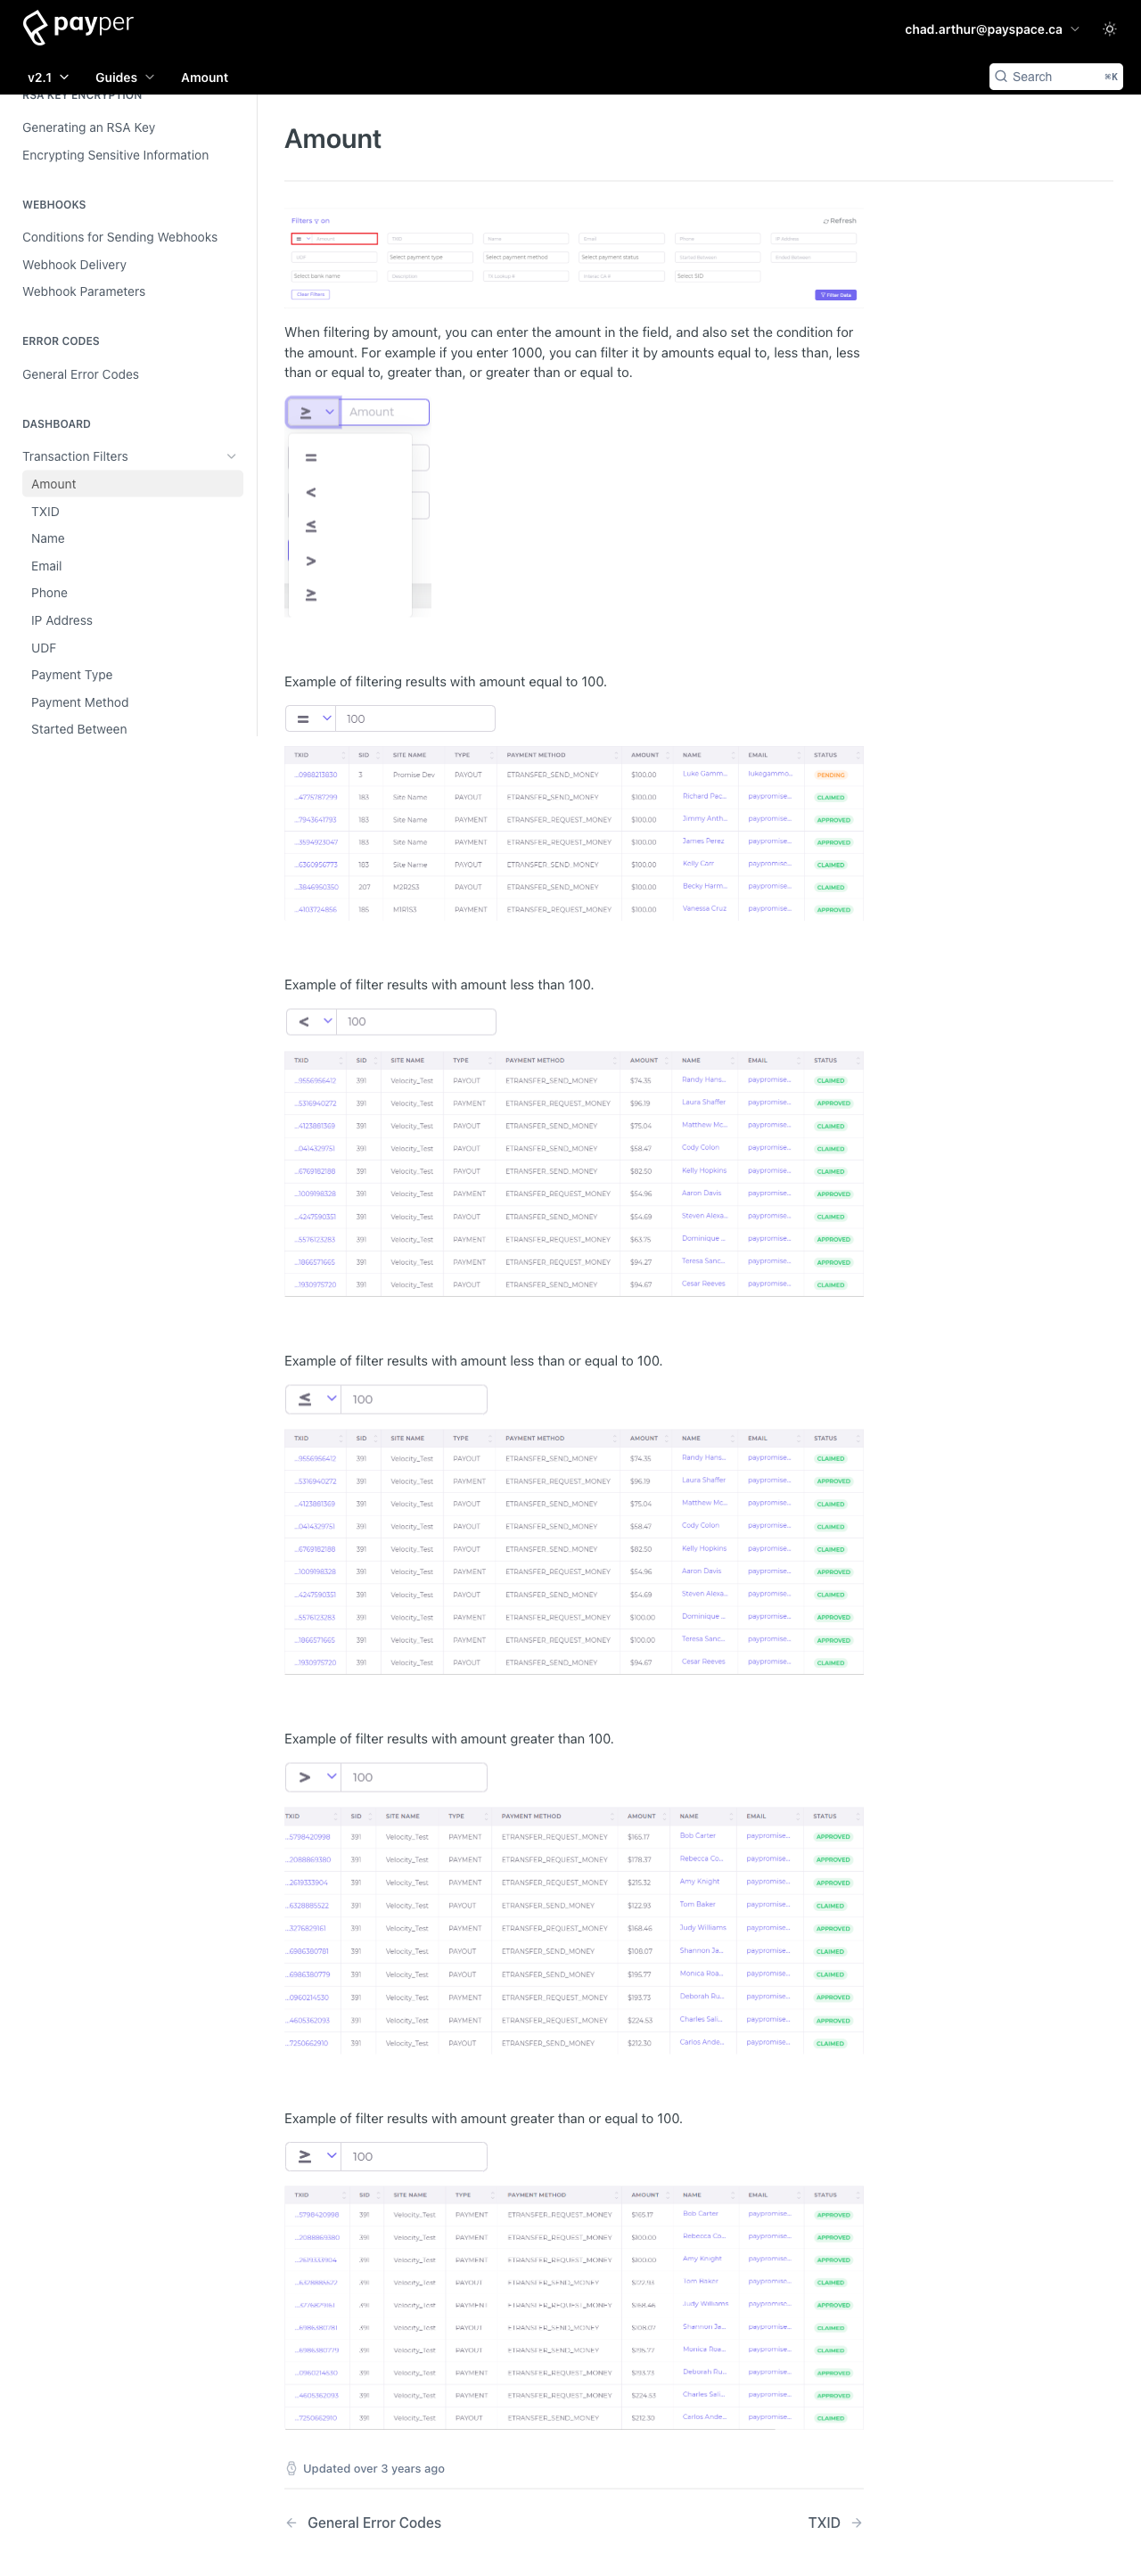 payper
chad.arthur@payspace.ca
v2.1 Guides Amount
Search ⌘K
RSA KEY ENCRYPTION
Generating an RSA Key
Encrypting Sensitive Information
WEBHOOKS
Conditions for Sending Webhooks
Webhook Delivery
Webhook Parameters
ERROR CODES
General Error Codes
DASHBOARD
Transaction Filters
Amount
TXID
Name
Email
Phone
IP Address
UDF
Payment Type
Payment Method
Started Between
Amount
Filters on Refresh
= Amount TXID Name Email Phone IP Address
UDF Select payment type Select payment method Select payment status Started Between Ended Between
Select bank name Description Select SID
Clear Filters Filter Data
When filtering by amount, you can enter the amount in the field, and also set the condition for
the amount. For example if you enter 1000, you can filter it by amounts equal to, less than, less
than or equal to, greater than, or greater than or equal to.
≥ Amount
=
<
≤
>
≥
Example of filtering results with amount equal to 100.
= 100
TXID SID SITE NAME TYPE PAYMENT METHOD AMOUNT NAME EMAIL STATUS
...0988213830 3 Promise Dev PAYOUT ETRANSFER_SEND_MONEY $100.00 Luke Gamm... lukegammo... PENDING
...4775787299 183 Site Name PAYOUT ETRANSFER_SEND_MONEY $100.00 Richard Pac... paypromise... CLAIMED
...7943641793 183 Site Name PAYMENT ETRANSFER_REQUEST_MONEY $100.00 Jimmy Anth... paypromise... APPROVED
...3594923047 183 Site Name PAYMENT ETRANSFER_REQUEST_MONEY $100.00 James Perez paypromise... APPROVED
...6360956773 183 Site Name PAYOUT ETRANSFER_SEND_MONEY $100.00 Kelly Carr paypromise... CLAIMED
...3846950350 207 M2R2S3 PAYOUT ETRANSFER_SEND_MONEY $100.00 Becky Harm... paypromise... CLAIMED
...4103724856 185 M1R1S3 PAYMENT ETRANSFER_REQUEST_MONEY $100.00 Vanessa Cruz paypromise... APPROVED
Example of filter results with amount less than 100.
< 100
TXID SID SITE NAME TYPE PAYMENT METHOD AMOUNT NAME EMAIL STATUS
...9556956412 391 Velocity_Test PAYOUT ETRANSFER_SEND_MONEY $74.35 Randy Hans... paypromise... CLAIMED
...5316940272 391 Velocity_Test PAYMENT ETRANSFER_REQUEST_MONEY $96.19 Laura Shaffer paypromise... APPROVED
...4123881369 391 Velocity_Test PAYOUT ETRANSFER_SEND_MONEY $75.04 Matthew Mc... paypromise... CLAIMED
...0414329751 391 Velocity_Test PAYOUT ETRANSFER_SEND_MONEY $58.47 Cody Colon paypromise... CLAIMED
...6769182188 391 Velocity_Test PAYOUT ETRANSFER_SEND_MONEY $82.50 Kelly Hopkins paypromise... CLAIMED
...1009198328 391 Velocity_Test PAYMENT ETRANSFER_REQUEST_MONEY $54.96 Aaron Davis paypromise... APPROVED
...4247590351 391 Velocity_Test PAYOUT ETRANSFER_SEND_MONEY $54.69 Steven Alexa... paypromise... CLAIMED
...5576123283 391 Velocity_Test PAYMENT ETRANSFER_REQUEST_MONEY $63.75 Dominique ... paypromise... APPROVED
...1866571665 391 Velocity_Test PAYMENT ETRANSFER_REQUEST_MONEY $94.27 Teresa Sanc... paypromise... APPROVED
...1930975720 391 Velocity_Test PAYOUT ETRANSFER_SEND_MONEY $94.67 Cesar Reeves paypromise... CLAIMED
Example of filter results with amount less than or equal to 100.
≤ 100
TXID SID SITE NAME TYPE PAYMENT METHOD AMOUNT NAME EMAIL STATUS
...9556956412 391 Velocity_Test PAYOUT ETRANSFER_SEND_MONEY $74.35 Randy Hans... paypromise... CLAIMED
...5316940272 391 Velocity_Test PAYMENT ETRANSFER_REQUEST_MONEY $96.19 Laura Shaffer paypromise... APPROVED
...4123881369 391 Velocity_Test PAYOUT ETRANSFER_SEND_MONEY $75.04 Matthew Mc... paypromise... CLAIMED
...0414329751 391 Velocity_Test PAYOUT ETRANSFER_SEND_MONEY $58.47 Cody Colon paypromise... CLAIMED
...6769182188 391 Velocity_Test PAYOUT ETRANSFER_SEND_MONEY $82.50 Kelly Hopkins paypromise... CLAIMED
...1009198328 391 Velocity_Test PAYMENT ETRANSFER_REQUEST_MONEY $54.96 Aaron Davis paypromise... APPROVED
...4247590351 391 Velocity_Test PAYOUT ETRANSFER_SEND_MONEY $54.69 Steven Alexa... paypromise... CLAIMED
...5576123283 391 Velocity_Test PAYMENT ETRANSFER_REQUEST_MONEY $100.00 Dominique ... paypromise... APPROVED
...1866571665 391 Velocity_Test PAYMENT ETRANSFER_REQUEST_MONEY $100.00 Teresa Sanc... paypromise... APPROVED
...1930975720 391 Velocity_Test PAYOUT ETRANSFER_SEND_MONEY $94.67 Cesar Reeves paypromise... CLAIMED
Example of filter results with amount greater than 100.
> 100
TXID SID SITE NAME TYPE PAYMENT METHOD AMOUNT NAME EMAIL STATUS
...5798420998 391 Velocity_Test PAYMENT ETRANSFER_REQUEST_MONEY $165.17 Bob Carter paypromise... APPROVED
...2088869380 391 Velocity_Test PAYMENT ETRANSFER_REQUEST_MONEY $178.37 Rebecca Co... paypromise... APPROVED
...2619333904 391 Velocity_Test PAYMENT ETRANSFER_REQUEST_MONEY $215.32 Amy Knight paypromise... APPROVED
...6328885522 391 Velocity_Test PAYOUT ETRANSFER_SEND_MONEY $122.93 Tom Baker paypromise... CLAIMED
...3276829161 391 Velocity_Test PAYMENT ETRANSFER_REQUEST_MONEY $168.46 Judy Williams paypromise... APPROVED
...6986380781 391 Velocity_Test PAYOUT ETRANSFER_SEND_MONEY $108.07 Shannon Ja... paypromise... CLAIMED
...6986380779 391 Velocity_Test PAYOUT ETRANSFER_SEND_MONEY $195.77 Monica Roa... paypromise... CLAIMED
...0960214530 391 Velocity_Test PAYMENT ETRANSFER_REQUEST_MONEY $193.73 Deborah Ru... paypromise... APPROVED
...4605362093 391 Velocity_Test PAYMENT ETRANSFER_REQUEST_MONEY $224.53 Charles Sali... paypromise... APPROVED
...7250662910 391 Velocity_Test PAYOUT ETRANSFER_SEND_MONEY $212.30 Carlos Ande... paypromise... CLAIMED
Example of filter results with amount greater than or equal to 100.
≥ 100
TXID SID SITE NAME TYPE PAYMENT METHOD AMOUNT NAME EMAIL STATUS
...5798420998 391 Velocity_Test PAYMENT ETRANSFER_REQUEST_MONEY $165.17 Bob Carter paypromise... APPROVED
...2088869380 391 Velocity_Test PAYMENT ETRANSFER_REQUEST_MONEY $100.00 Rebecca Co... paypromise... APPROVED
...2619333904 391 Velocity_Test PAYMENT ETRANSFER_REQUEST_MONEY $100.00 Amy Knight paypromise... APPROVED
391 Velocity_Test PAYOUT ETRANSFER_SEND_MONEY Tom Baker paypromise... CLAIMED
391 Velocity_Test PAYMENT ETRANSFER_REQUEST_MONEY $168.46 Judy Williams paypromise... APPROVED
...6986380781 391 Velocity_Test PAYOUT ETRANSFER_SEND_MONEY $108.07 Shannon Ja... paypromise... CLAIMED
...6986380779 391 Velocity_Test PAYOUT ETRANSFER_SEND_MONEY $195.77 Monica Roa... paypromise... CLAIMED
...0960214530 391 Velocity_Test PAYMENT ETRANSFER_REQUEST_MONEY $193.73 Deborah Ru... paypromise... APPROVED
...4605362093 391 Velocity_Test PAYMENT ETRANSFER_REQUEST_MONEY $224.53 Charles Sali... paypromise... APPROVED
...7250662910 391 Velocity_Test PAYOUT ETRANSFER_SEND_MONEY $212.30 Carlos Ande... paypromise... CLAIMED
Updated over 3 years ago
← General Error Codes TXID →